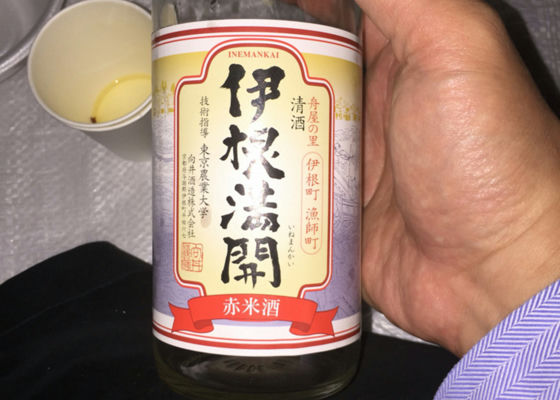 INEMANKAI
伊根満開
清酒
舟屋の里
伊根町 漁師町
いねまんかい
技術指導 東京農業大学
向井酒造株式会社
赤米酒